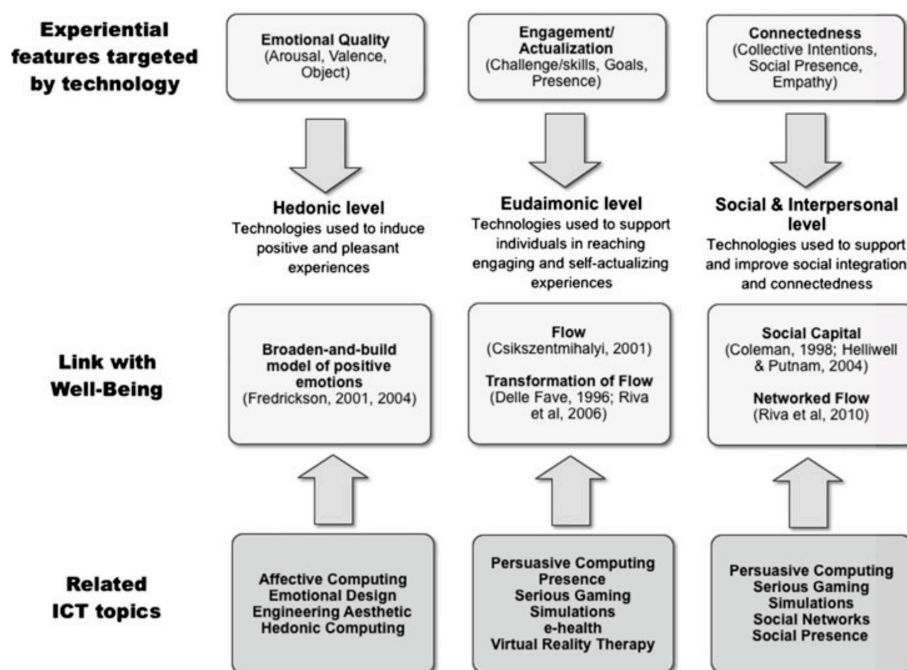 Experiential
features targeted
by technology
Emotional Quality
(Arousal, Valence,
Object)
Engagement/
Actualization
(Challenge/skills, Goals,
Presence)
Connectedness
(Collective Intentions,
Social Presence,
Empathy)
Hedonic level
Technologies used to induce
positive and pleasant
experiences
Eudaimonic level
Technologies used to support
individuals in reaching
engaging and self-actualizing
experiences
Social & Interpersonal
level
Technologies used to support
and improve social integration
and connectedness
Link with
Well-Being
Broaden-and-build
model of positive
emotions
(Fredrickson, 2001, 2004)
Flow
(Csikszentmihalyi, 2001)
Transformation of Flow
(Delle Fave, 1996; Riva
et al, 2006)
Social Capital
(Coleman, 1998; Helliwell
& Putnam, 2004)
Networked Flow
(Riva et al, 2010)
Related
ICT topics
Affective Computing
Emotional Design
Engineering Aesthetic
Hedonic Computing
Persuasive Computing
Presence
Serious Gaming
Simulations
e-health
Virtual Reality Therapy
Persuasive Computing
Serious Gaming
Simulations
Social Networks
Social Presence